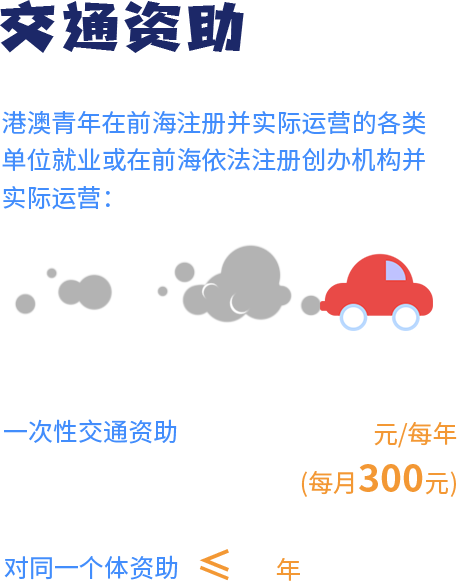 交通资助
港澳青年在前海注册并实际运营的各类
单位就业或在前海依法注册创办机构并
实际运营：
一次性交通资助 元/每年
(每月300元)
对同一个体资助 ≤ 年